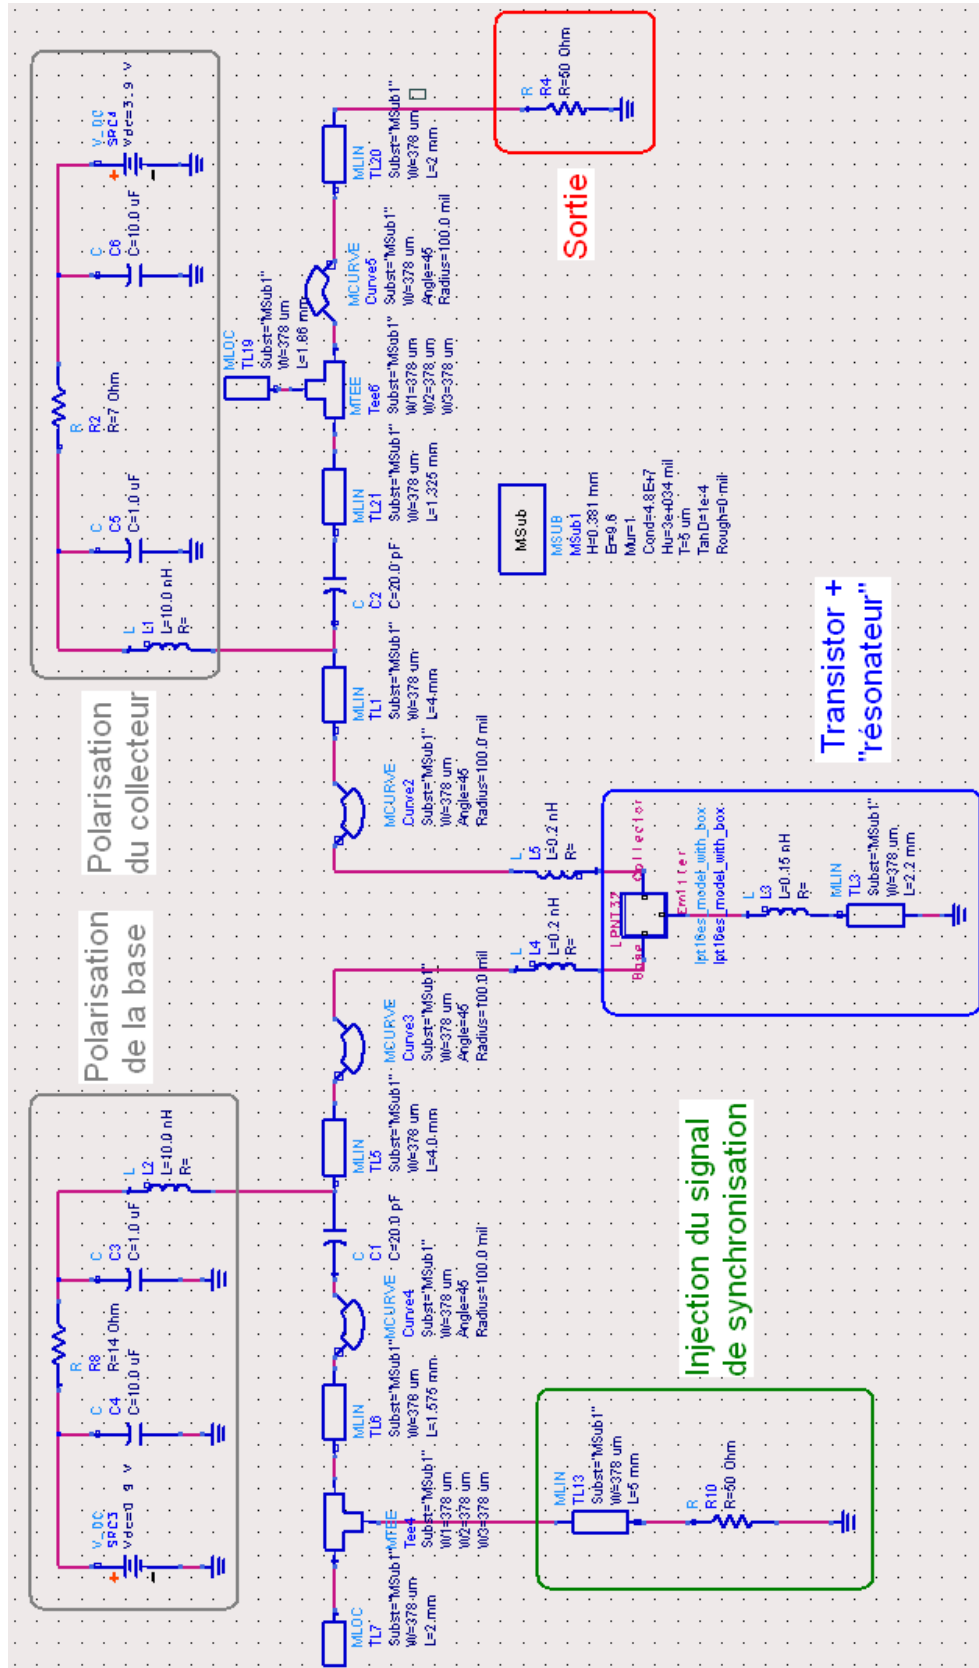 Polarisation
de la base
V_DC
SRC3
Vdc=0.9 V
C
C4
C=10.0 uF
R
R8
R=14 Ohm
C
C3
C=1.0 uF
L
L2
L=10.0 nH
R=
Polarisation
du collecteur
L
L1
L=10.0 nH
R=
C
C5
C=1.0 uF
R
R2
R=7 Ohm
C
C6
C=10.0 uF
V_DC
SRC4
Vdc=3.9 V
MLOC
TL7
Subst="MSub1"
W=378 um
L=2 mm
MTEE
Tee4
Subst="MSub1"
W1=378 um
W2=378 um
W3=378 um
MLIN
TL6
Subst="MSub1"
W=378 um
L=1.575 mm
MCURVE
Curve4
Subst="MSub1"
W=378 um
Angle=45
Radius=100.0 mil
C
C1
C=20.0 pF
MLIN
TL5
Subst="MSub1"
W=378 um
L=4.0 mm
MCURVE
Curve3
Subst="MSub1"
W=378 um
Angle=45
Radius=100.0 mil
MCURVE
Curve2
Subst="MSub1"
W=378 um
Angle=45
Radius=100.0 mil
MLIN
TL1
Subst="MSub1"
W=378 um
L=4 mm
C
C2
C=20.0 pF
MLIN
TL21
Subst="MSub1"
W=378 um
L=1.325 mm
MLOC
TL19
Subst="MSub1"
W=378 um
L=1.86 mm
MTEE
Tee6
Subst="MSub1"
W1=378 um
W2=378 um
W3=378 um
MCURVE
Curve5
Subst="MSub1"
W=378 um
Angle=45
Radius=100.0 mil
MLIN
TL20
Subst="MSub1"
W=378 um
L=2 mm
R
R4
R=50 Ohm
Sortie
L
L4
L=0.2 nH
R=
L
L5
L=0.2 nH
R=
MSub
MSUB
MSub1
H=0.381 mm
Er=9.6
Mur=1
Cond=4.8E+7
Hu=3e+034 mil
T=5 um
TanD=1e-4
Rough=0 mil
Injection du signal
de synchronisation
MLIN
TL13
Subst="MSub1"
W=378 um
L=5 mm
R
R10
R=50 Ohm
LPNT32
Base
Collector
Emitter
lpt16es_model_with_box
lpt16es_model_with_box
L
L3
L=0.15 nH
R=
MLIN
TL3
Subst="MSub1"
W=378 um
L=2.2 mm
Transistor +
"résonateur"